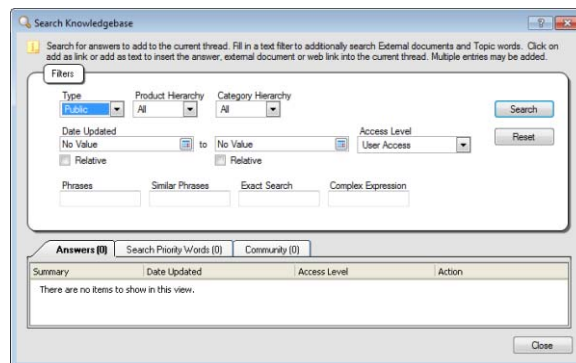 Search Knowledgebase
Search for answers to add to the current thread. Fill in a text filter to additionally search External documents and Topic words. Click on
add as link or add as text to insert the answer, external document or web link into the current thread. Multiple entries may be added.
Filters
Type Product Hierarchy Category Hierarchy
Public All All Search
Date Updated Access Level
No Value to No Value User Access Reset
Relative Relative
Phrases Similar Phrases Exact Search Complex Expression
Answers (0) Search Priority Words (0) Community (0)
Summary Date Updated Access Level Action
There are no items to show in this view.
Close